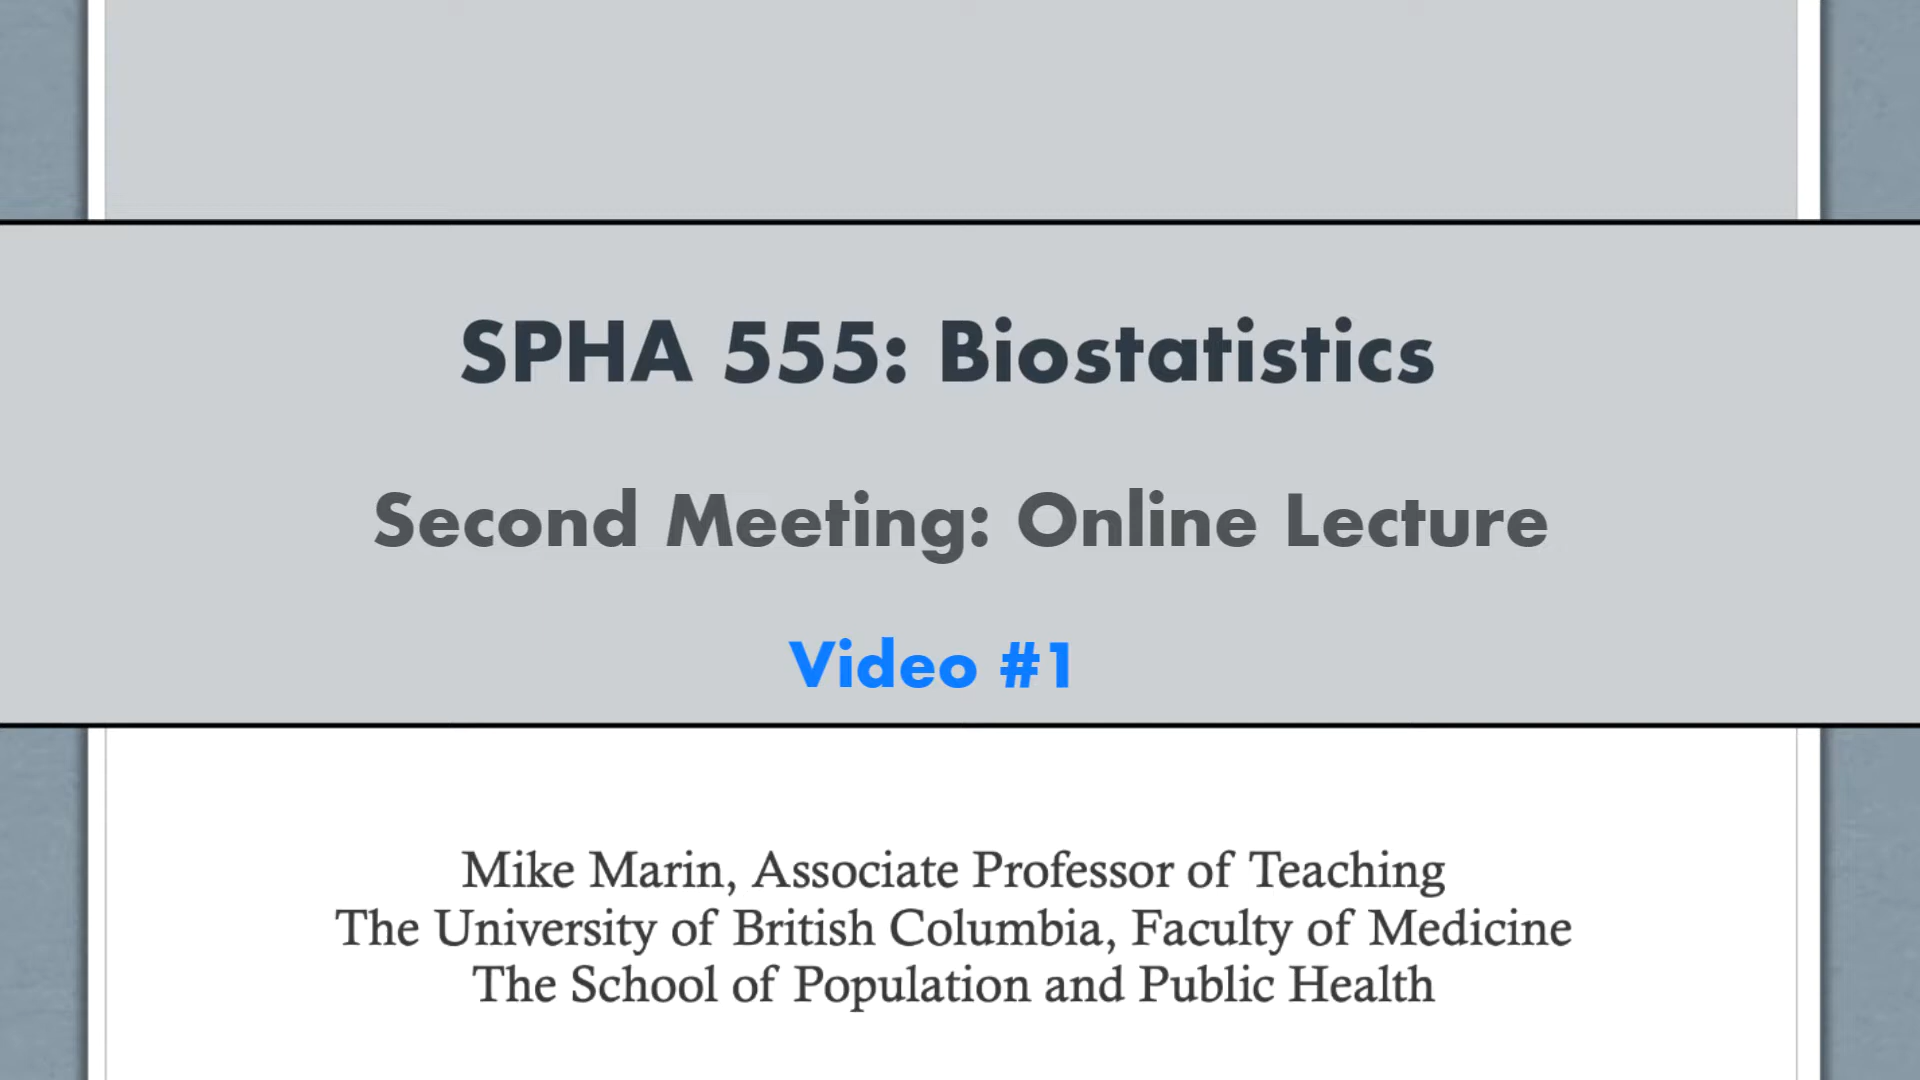 SPHA 555: Biostatistics
Second Meeting: Online Lecture
Video #1
Mike Marin, Associate Professor of Teaching
The University of British Columbia, Faculty of Medicine
The School of Population and Public Health